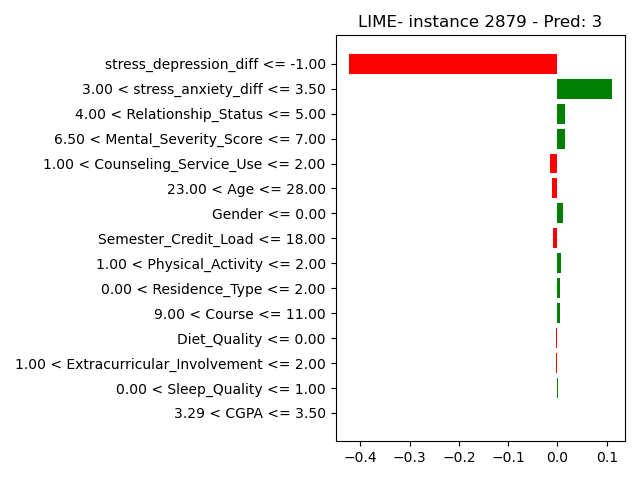 LIME- instance 2879 - Pred: 3
stress_depression_diff <= -1.00
3.00 < stress_anxiety_diff <= 3.50
4.00 < Relationship_Status <= 5.00
6.50 < Mental_Severity_Score <= 7.00
1.00 < Counseling_Service_Use <= 2.00
23.00 < Age <= 28.00
Gender <= 0.00
Semester_Credit_Load <= 18.00
1.00 < Physical_Activity <= 2.00
0.00 < Residence_Type <= 2.00
9.00 < Course <= 11.00
Diet_Quality <= 0.00
1.00 < Extracurricular_Involvement <= 2.00
0.00 < Sleep_Quality <= 1.00
3.29 < CGPA <= 3.50
−0.4 −0.3 −0.2 −0.1 0.0 0.1